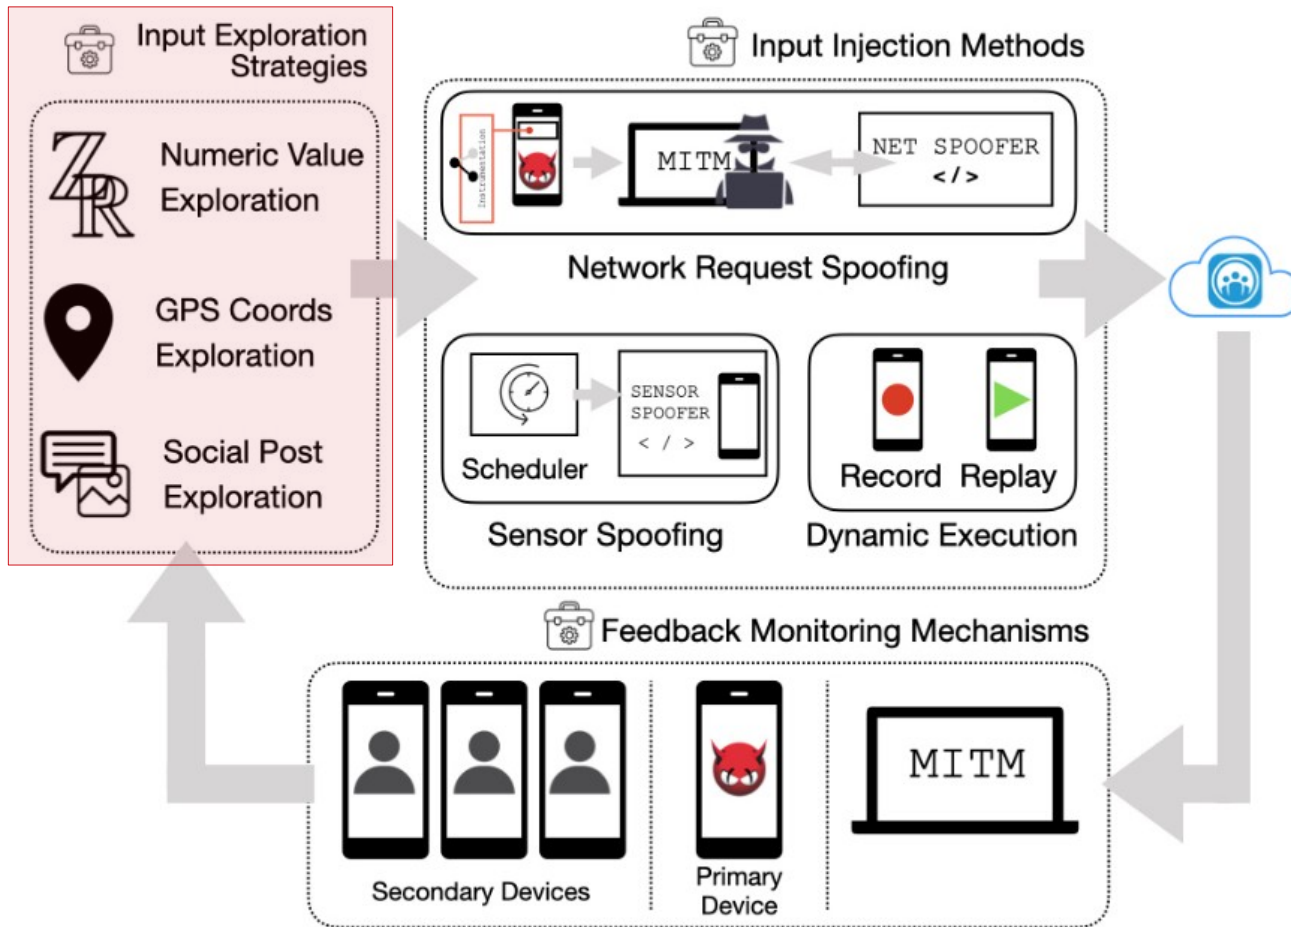 Input Exploration
Strategies
Numeric Value
Exploration
GPS Coords
Exploration
Social Post
Exploration
Input Injection Methods
Instrumentation
MITM
NET SPOOFER
</>
Network Request Spoofing
Scheduler
SENSOR
SPOOFER
< / >
Sensor Spoofing
Record
Replay
Dynamic Execution
Feedback Monitoring Mechanisms
Secondary Devices
Primary
Device
MITM